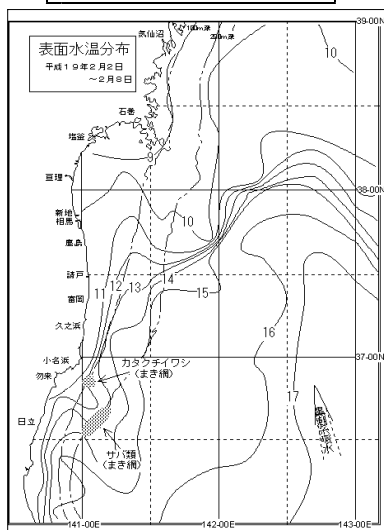 表面水温分布
平成19年2月2日
～2月8日
気仙沼
100m深
200m深
39-00N
10
石巻
塩釜
9
亘理
38-00N
新地
相馬
10
鹿島
請戸
14
11
12
13
15
富岡
久之浜
16
37-00N
小名浜
カタクチイワシ
（まき網）
勿来
17
日立
サバ類
（まき網）
141-00E
142-00E
143-00E